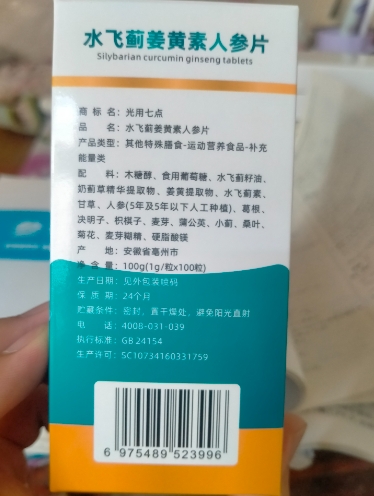 水飞蓟姜黄素人参片
Silybarian curcumin ginseng tablets
商 标 名：光用七点
品 名：水飞蓟姜黄素人参片
产品类型：其他特殊膳食-运动营养食品-补充
能量类
配 料：木糖醇、食用葡萄糖、水飞蓟籽油、
奶蓟草精华提取物、姜黄提取物、水飞蓟素、
甘草、人参(5年及5年以下人工种植)、葛根、
决明子、枳椇子、麦芽、蒲公英、小蓟、桑叶、
菊花、麦芽糊精、硬脂酸镁
产 地：安徽省亳州市
净 含 量：100g(1g/粒x100粒)
生产日期：见外包装喷码
保 质 期：24个月
贮藏条件：密封，置干燥处，避免阳光直射
电 话：4008-031-039
执行标准：GB 24154
生产许可：SC10734160331759
6 975489 523996